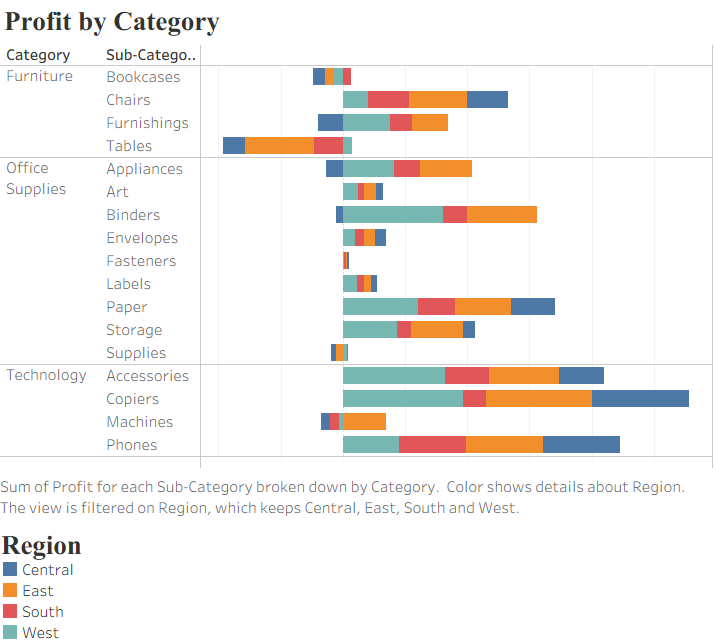 Profit by Category
Category Sub-Catego..
Furniture Bookcases
Chairs
Furnishings
Tables
Office Supplies Appliances
Art
Binders
Envelopes
Fasteners
Labels
Paper
Storage
Supplies
Technology Accessories
Copiers
Machines
Phones
Sum of Profit for each Sub-Category broken down by Category. Color shows details about Region.
The view is filtered on Region, which keeps Central, East, South and West.
Region
Central
East
South
West